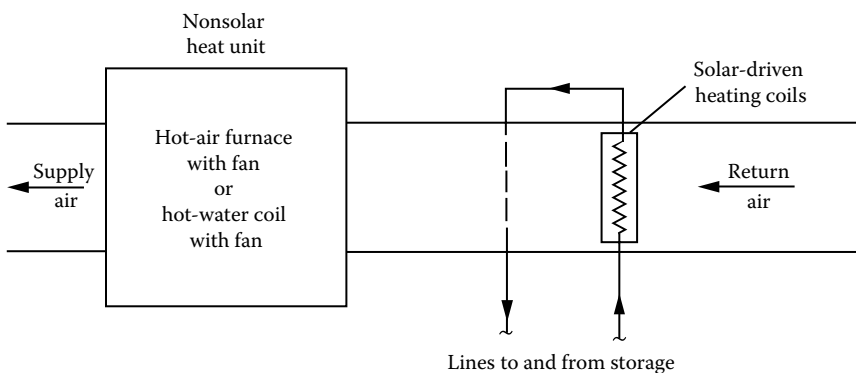 Nonsolar
heat unit
Solar-driven
heating coils
Hot-air furnace
with fan
or
hot-water coil
with fan
Supply
air
Return
air
Lines to and from storage